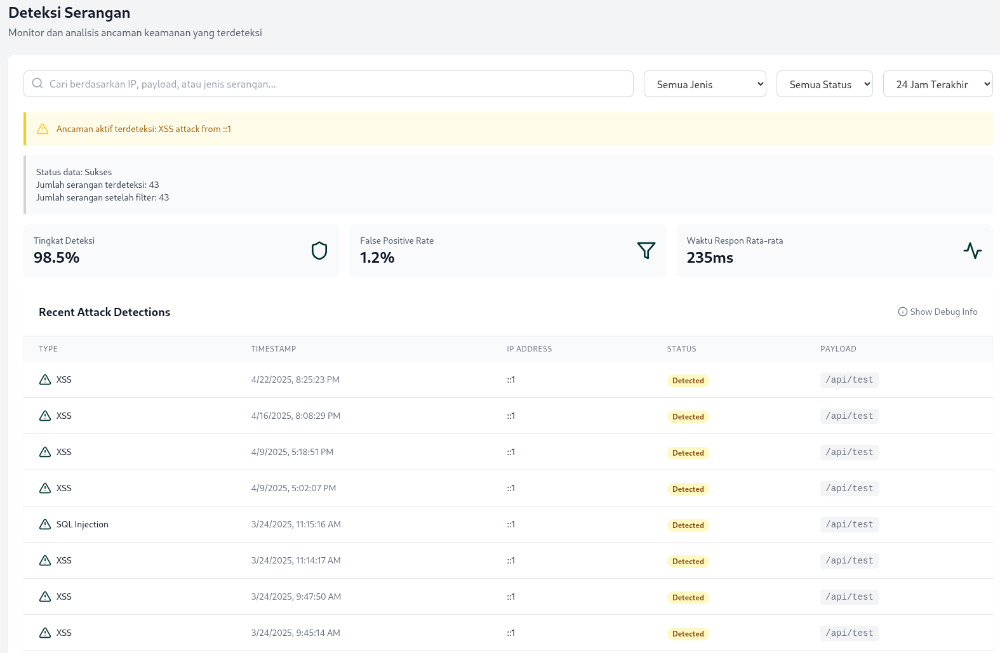 Deteksi Serangan
Monitor dan analisis ancaman keamanan yang terdeteksi
Cari berdasarkan IP, payload, atau jenis serangan...
Semua Jenis
Semua Status
24 Jam Terakhir
Ancaman aktif terdeteksi: XSS attack from ::1
Status data: Sukses
Jumlah serangan terdeteksi: 43
Jumlah serangan setelah filter: 43
Tingkat Deteksi
98.5%
False Positive Rate
1.2%
Waktu Respon Rata-rata
235ms
Recent Attack Detections
Show Debug Info
TYPE TIMESTAMP IP ADDRESS STATUS PAYLOAD
XSS 4/22/2025, 8:25:23 PM ::1 Detected /api/test
XSS 4/16/2025, 8:08:29 PM ::1 Detected /api/test
XSS 4/9/2025, 5:18:51 PM ::1 Detected /api/test
XSS 4/9/2025, 5:02:07 PM ::1 Detected /api/test
SQL Injection 3/24/2025, 11:15:16 AM ::1 Detected /api/test
XSS 3/24/2025, 11:14:17 AM ::1 Detected /api/test
XSS 3/24/2025, 9:47:50 AM ::1 Detected /api/test
XSS 3/24/2025, 9:45:14 AM ::1 Detected /api/test